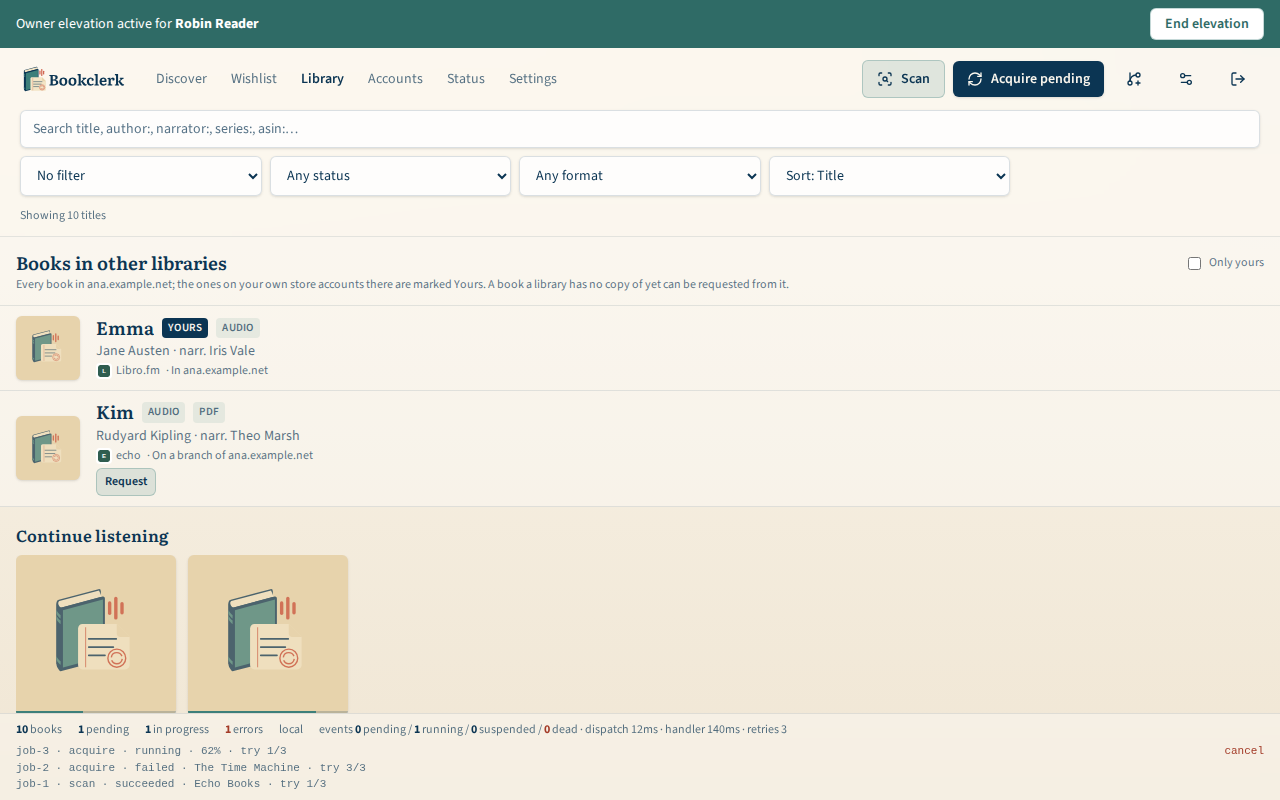 Owner elevation active for Robin Reader
End elevation
Bookclerk
Discover
Wishlist
Library
Accounts
Status
Settings
Scan
Acquire pending
Search title, author:, narrator:, series:, asin:…
No filter
Any status
Any format
Sort: Title
Showing 10 titles
Books in other libraries
Only yours
Every book in ana.example.net; the ones on your own store accounts there are marked Yours. A book a library has no copy of yet can be requested from it.
Emma YOURS AUDIO
Jane Austen · narr. Iris Vale
L Libro.fm · In ana.example.net
Kim AUDIO PDF
Rudyard Kipling · narr. Theo Marsh
E echo · On a branch of ana.example.net
Request
Continue listening
10 books 1 pending 1 in progress 1 errors local events 0 pending / 1 running / 0 suspended / 0 dead · dispatch 12ms · handler 140ms · retries 3
job-3 · acquire · running · 62% · try 1/3
cancel
job-2 · acquire · failed · The Time Machine · try 3/3
job-1 · scan · succeeded · Echo Books · try 1/3